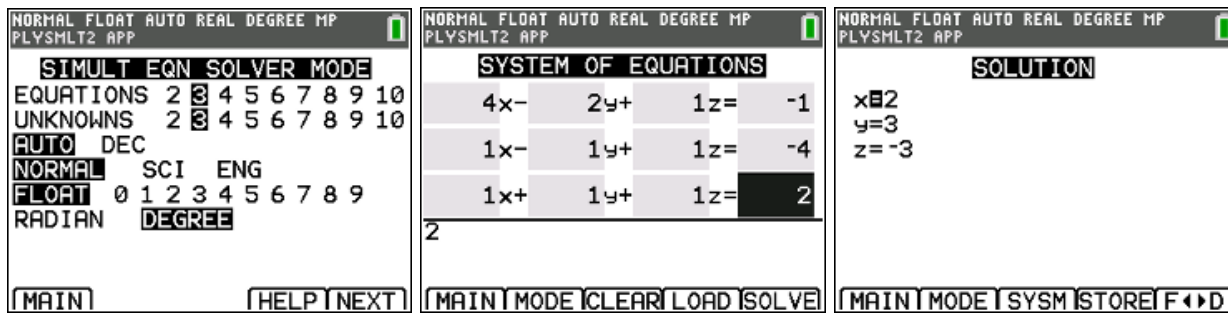 NORMAL FLOAT AUTO REAL DEGREE MP
PLYSMLT2 APP
SIMULT EQN SOLVER MODE
EQUATIONS 2 3 4 5 6 7 8 9 10
UNKNOWNS 2 3 4 5 6 7 8 9 10
AUTO DEC
NORMAL SCI ENG
FLOAT 0 1 2 3 4 5 6 7 8 9
RADIAN DEGREE
MAIN HELP NEXT
NORMAL FLOAT AUTO REAL DEGREE MP
PLYSMLT2 APP
SYSTEM OF EQUATIONS
4x- 2y+ 1z= -1
1x- 1y+ 1z= -4
1x+ 1y+ 1z= 2
2
MAIN MODE CLEAR LOAD SOLVE
NORMAL FLOAT AUTO REAL DEGREE MP
PLYSMLT2 APP
SOLUTION
x=2
y=3
z=-3
MAIN MODE SYSM STORE F◂▸D